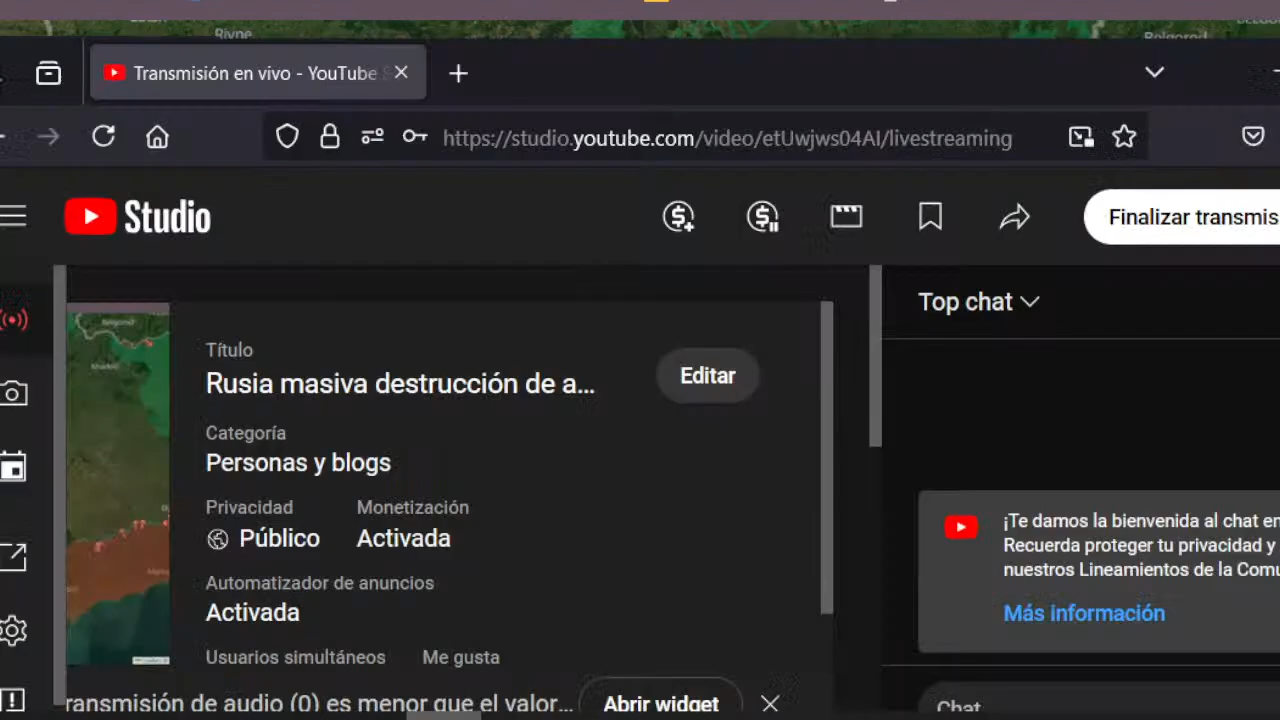 Rivne
Belgorod
Transmisión en vivo - YouTube
https://studio.youtube.com/video/etUwjws04AI/livestreaming
Studio
Finalizar transmis
Top chat
Título
Rusia masiva destrucción de a...
Editar
Categoría
Personas y blogs
Privacidad
Monetización
Público
Activada
Automatizador de anuncios
Activada
Usuarios simultáneos
Me gusta
ransmisión de audio (0) es menor que el valor...
Abrir widget
¡Te damos la bienvenida al chat en
Recuerda proteger tu privacidad y
nuestros Lineamientos de la Comu
Más información
Chat